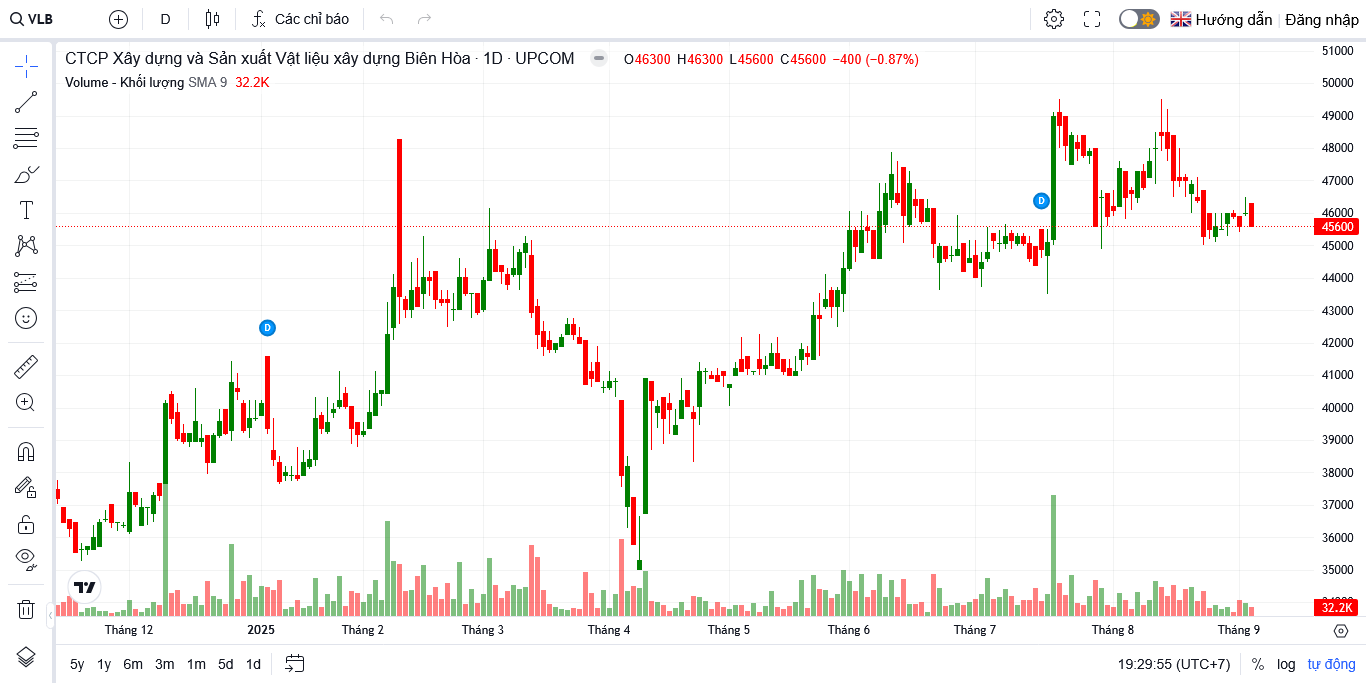 VLB D Các chỉ báo Hướng dẫn Đăng nhập
CTCP Xây dựng và Sản xuất Vật liệu xây dựng Biên Hòa · 1D · UPCOM O46300 H46300 L45600 C45600 −400 (−0.87%)
Volume - Khối lượng SMA 9 32.2K
51000
50000
49000
48000
47000
D
46000
45600
45000
44000
43000
D
42000
41000
40000
39000
38000
37000
36000
35000
32.2K
Tháng 12 2025 Tháng 2 Tháng 3 Tháng 4 Tháng 5 Tháng 6 Tháng 7 Tháng 8 Tháng 9
5y 1y 6m 3m 1m 5d 1d 19:29:55 (UTC+7) % log tự động